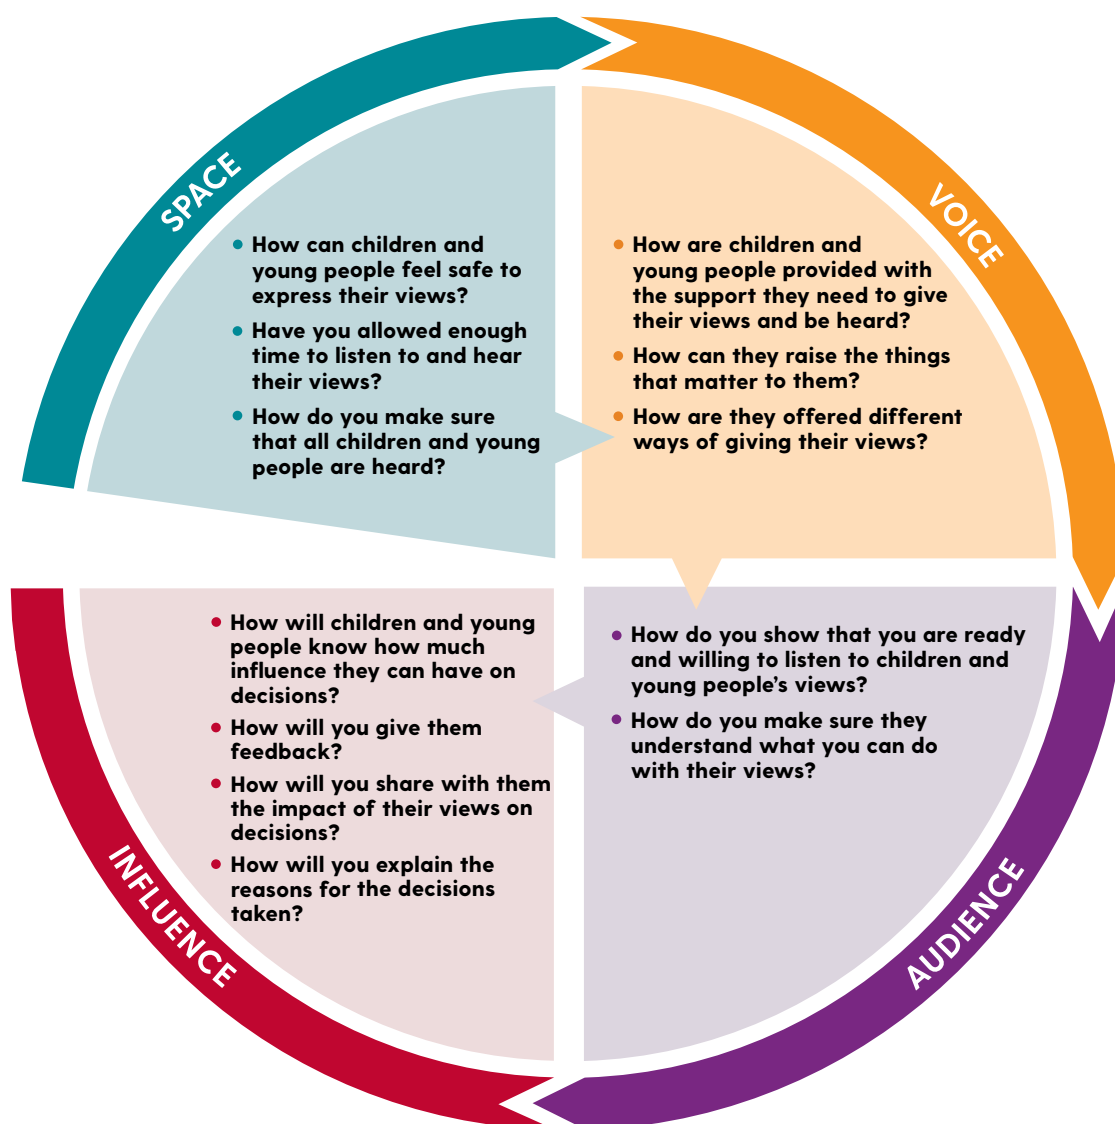 SPACE
How can children and
young people feel safe to
express their views?
Have you allowed enough
time to listen to and hear
their views?
How do you make sure
that all children and young
people are heard?
VOICE
How are children and
young people provided with
the support they need to give
their views and be heard?
How can they raise the things
that matter to them?
How are they offered different
ways of giving their views?
AUDIENCE
How do you show that you are ready
and willing to listen to children and
young people’s views?
How do you make sure they
understand what you can do
with their views?
INFLUENCE
How will children and young
people know how much
influence they can have on
decisions?
How will you give them
feedback?
How will you share with them
the impact of their views on
decisions?
How will you explain the
reasons for the decisions
taken?